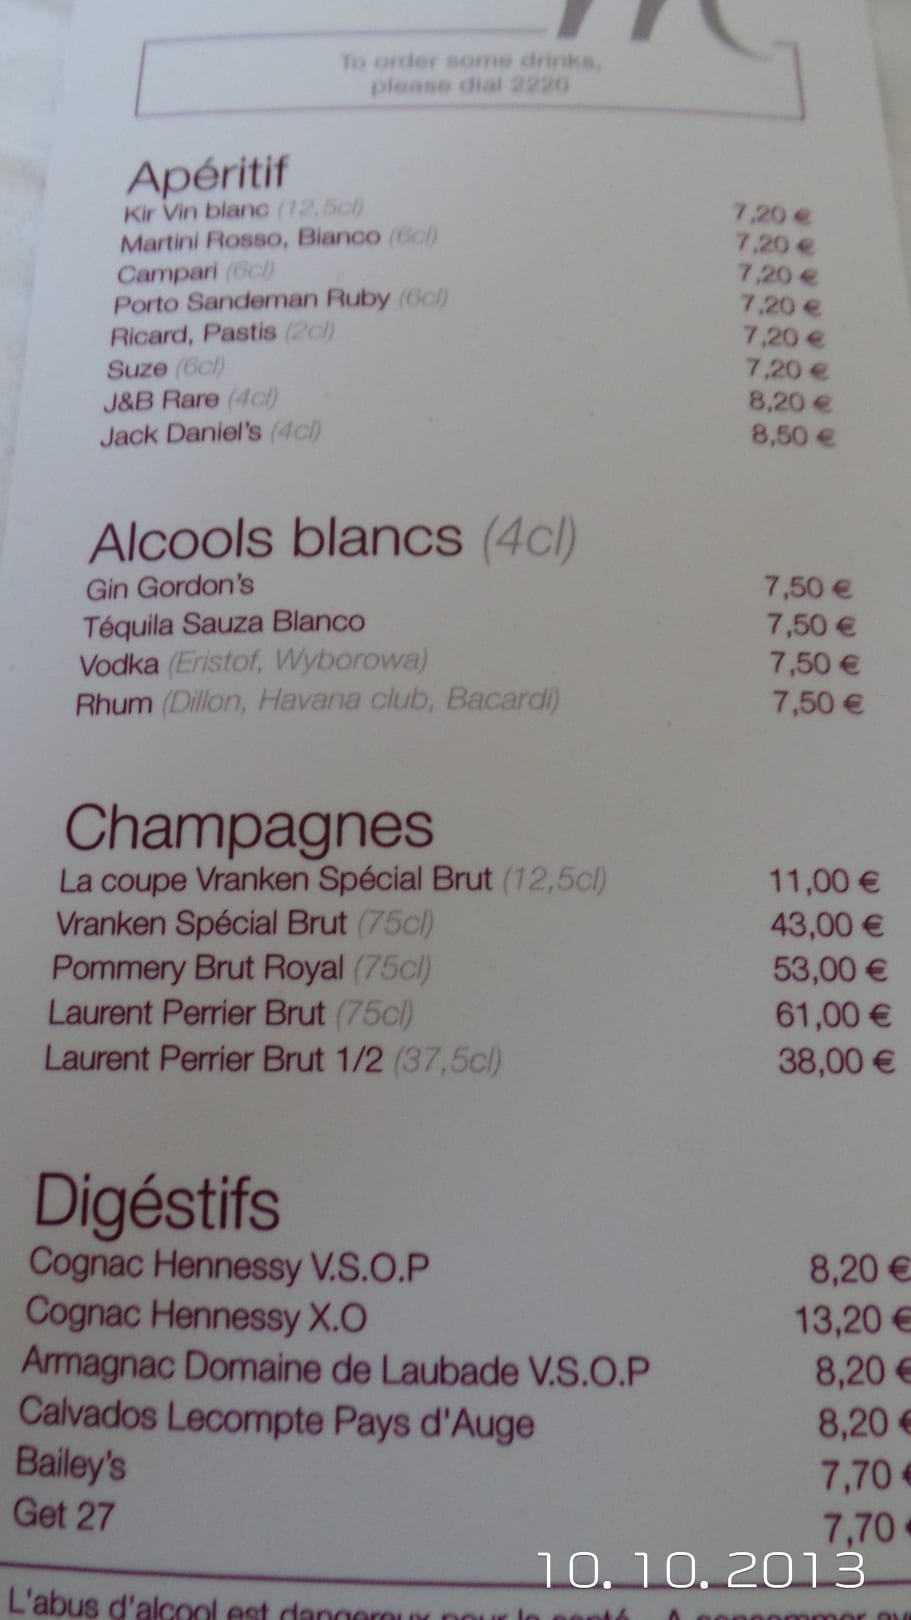 To order some drinks,
please dial 2226
Apéritif
Kir Vin blanc (12,5cl) 7,20 €
Martini Rosso, Bianco (6cl) 7,20 €
Campari (6cl) 7,20 €
Porto Sandeman Ruby (6cl) 7,20 €
Ricard, Pastis (2cl) 7,20 €
Suze (6cl) 7,20 €
J&B Rare (4cl) 8,20 €
Jack Daniel's (4cl) 8,50 €
Alcools blancs (4cl)
Gin Gordon's 7,50 €
Téquila Sauza Blanco 7,50 €
Vodka (Eristof, Wyborowa) 7,50 €
Rhum (Dillon, Havana club, Bacardi) 7,50 €
Champagnes
La coupe Vranken Spécial Brut (12,5cl) 11,00 €
Vranken Spécial Brut (75cl) 43,00 €
Pommery Brut Royal (75cl) 53,00 €
Laurent Perrier Brut (75cl) 61,00 €
Laurent Perrier Brut 1/2 (37,5cl) 38,00 €
Digéstifs
Cognac Hennessy V.S.O.P 8,20 €
Cognac Hennessy X.O 13,20 €
Armagnac Domaine de Laubade V.S.O.P 8,20 €
Calvados Lecompte Pays d'Auge 8,20 €
Bailey's 7,70 €
Get 27 7,70 €
10.10.2013
L'abus d'alcool est dangereux pour la santé. A consommer